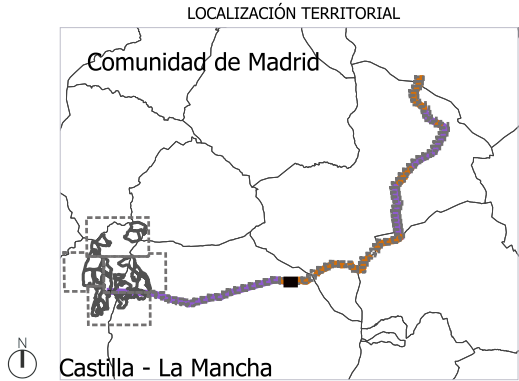 LOCALIZACIÓN TERRITORIAL
Comunidad de Madrid
N
Castilla - La Mancha